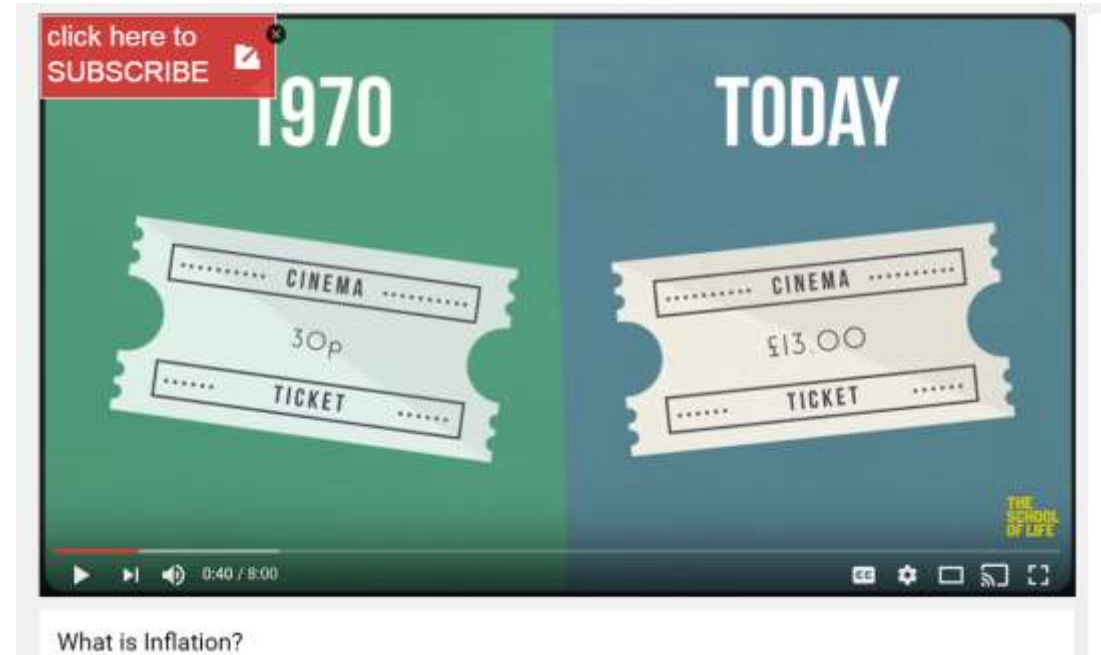 click here to
SUBSCRIBE
1970
TODAY
CINEMA
30p
TICKET
CINEMA
£13.00
TICKET
THE
SCHOOL
OF LIFE
0:40 / 8:00
CC
What is Inflation?